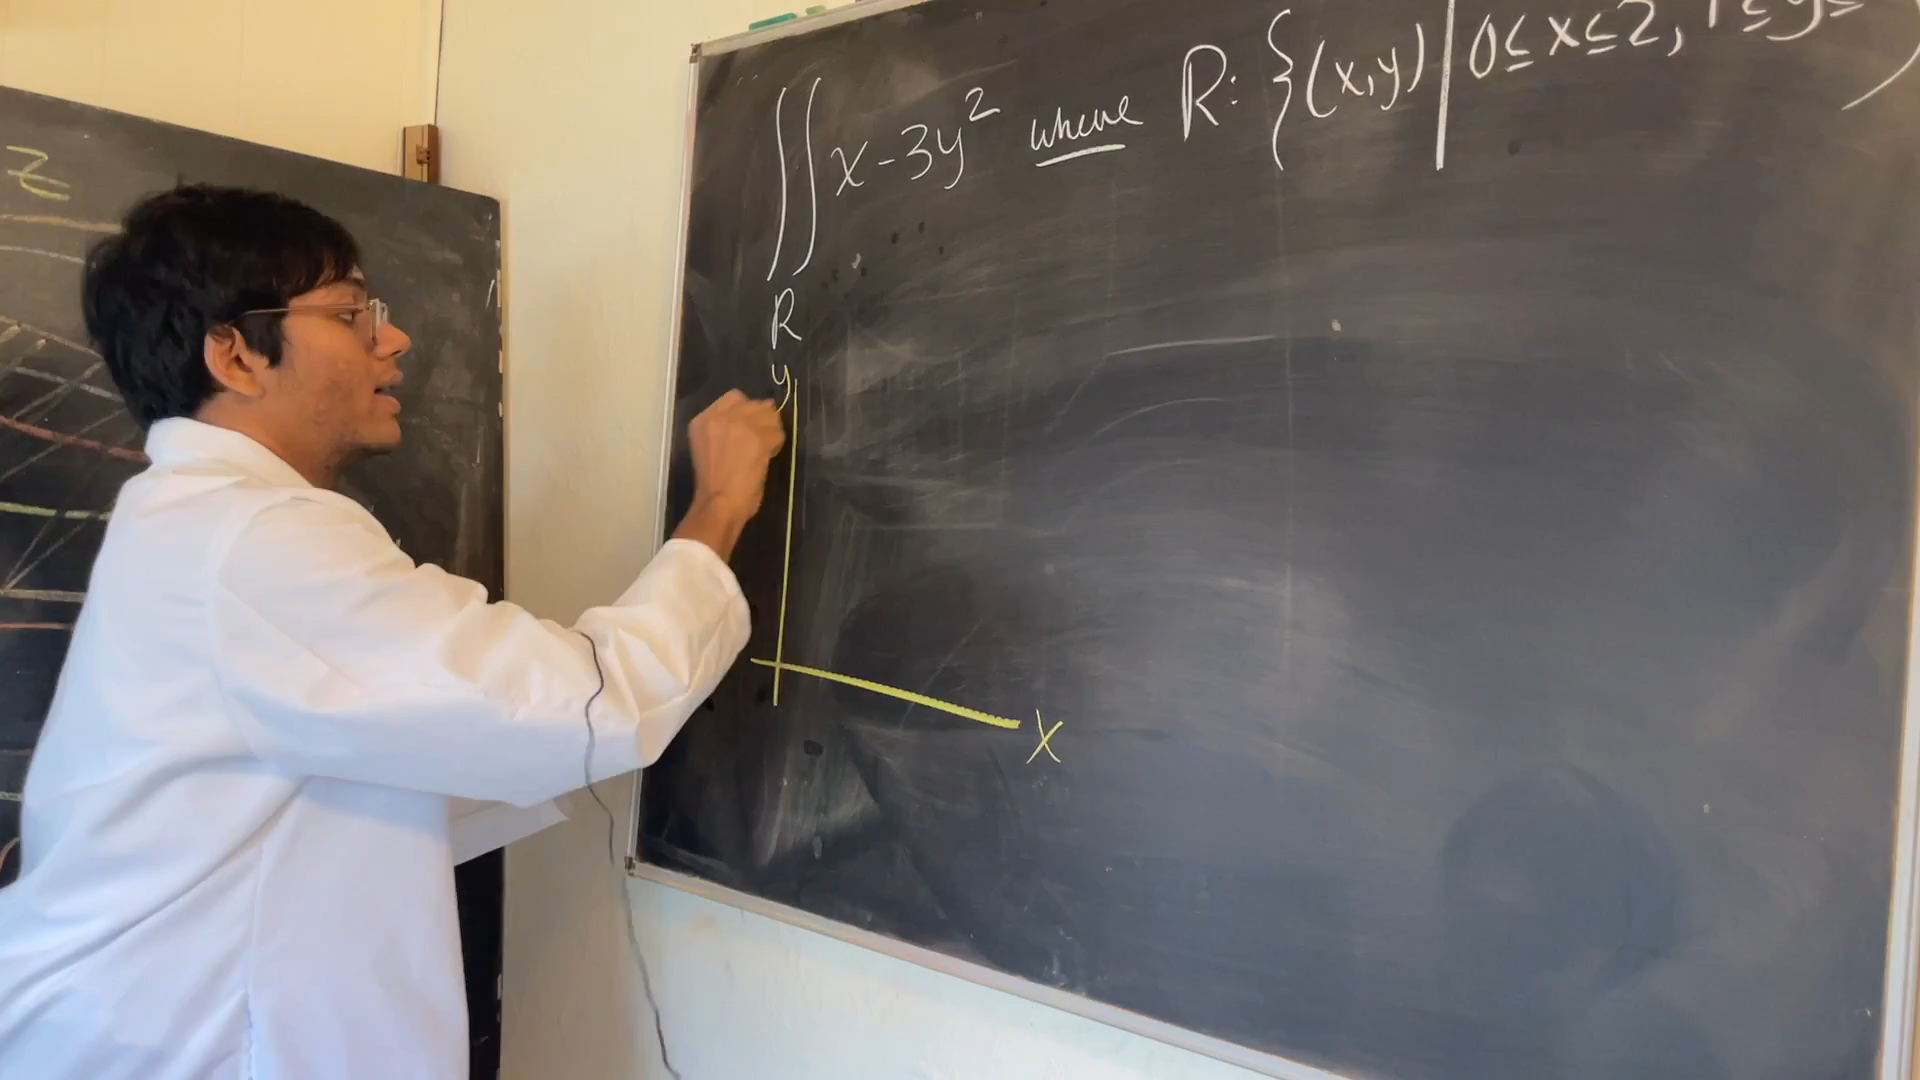 ∬ x-3y² where R: {(x,y) | 0≤x≤2, 1≤y≤
R
y
x
z